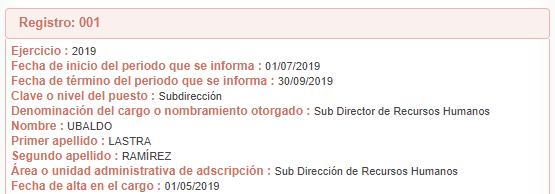 Registro: 001
Ejercicio : 2019
Fecha de inicio del periodo que se informa : 01/07/2019
Fecha de término del periodo que se informa : 30/09/2019
Clave o nivel del puesto : Subdirección
Denominación del cargo o nombramiento otorgado : Sub Director de Recursos Humanos
Nombre : UBALDO
Primer apellido : LASTRA
Segundo apellido : RAMÍREZ
Área o unidad administrativa de adscripción : Sub Dirección de Recursos Humanos
Fecha de alta en el cargo : 01/05/2019